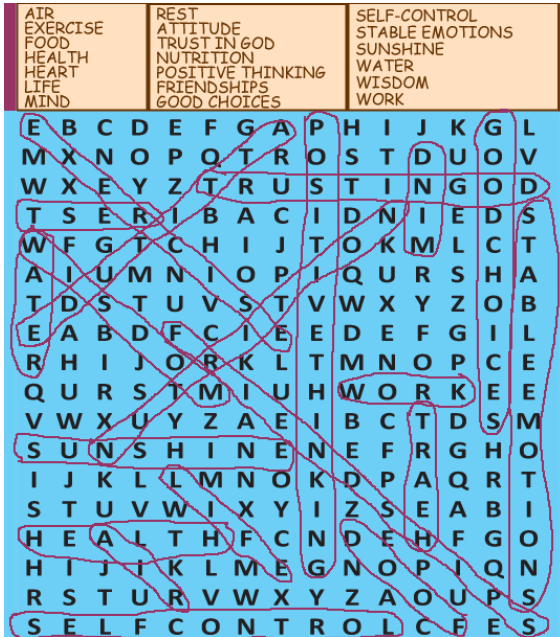 AIR
EXERCISE
FOOD
HEALTH
HEART
LIFE
MIND
REST
ATTITUDE
TRUST IN GOD
NUTRITION
POSITIVE THINKING
FRIENDSHIPS
GOOD CHOICES
SELF-CONTROL
STABLE EMOTIONS
SUNSHINE
WATER
WISDOM
WORK
E B C D E F G A P H I J K G L
M X N O P Q T R O S T D U O V
W X E Y Z T R U S T I N G O D
T S E R I B A C I D N I E D S
W F G T C H I J T O K M L C T
A I U M N I O P I Q U R S H A
T D S T U V S T V W X Y Z O B
E A B D F C I E E D E F G I L
R H I J O R K L T M N O P C E
Q U R S T M I U H W O R K E E
V W X U Y Z A E I B C T D S M
S U N S H I N E N E F R G H O
I J K L L M N O K D P A Q R T
S T U V W I X Y I Z S E A B I
H E A L T H F C N D E H F G O
H I J I K L M E G N O P I Q N
R S T U R V W X Y Z A O U P S
S E L F C O N T R O L C F E S